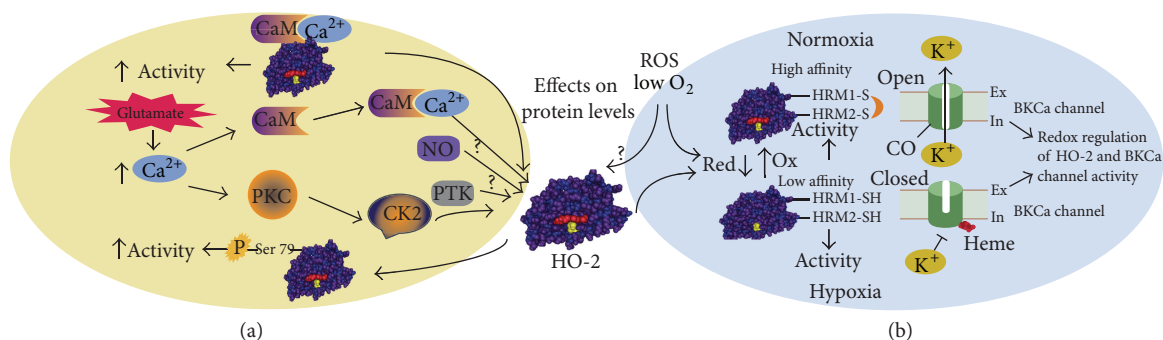 CaM Ca2+
↑ Activity
Glutamate
CaM
CaM Ca2+
↑ Ca2+
?
NO
?
PKC
PTK
CK2
↑ Activity
P Ser 79
(a)
Effects on
protein levels
?
HO-2
ROS
low O2
Normoxia
High affinity
HRM1-S
HRM2-S
Activity
Red
Ox
Low affinity
HRM1-SH
HRM2-SH
Activity
Hypoxia
K+
Open
Ex
BKCa channel
In
CO
K+
Closed
Ex
In
BKCa channel
Heme
K+
Redox regulation
of HO-2 and BKCa
channel activity
(b)